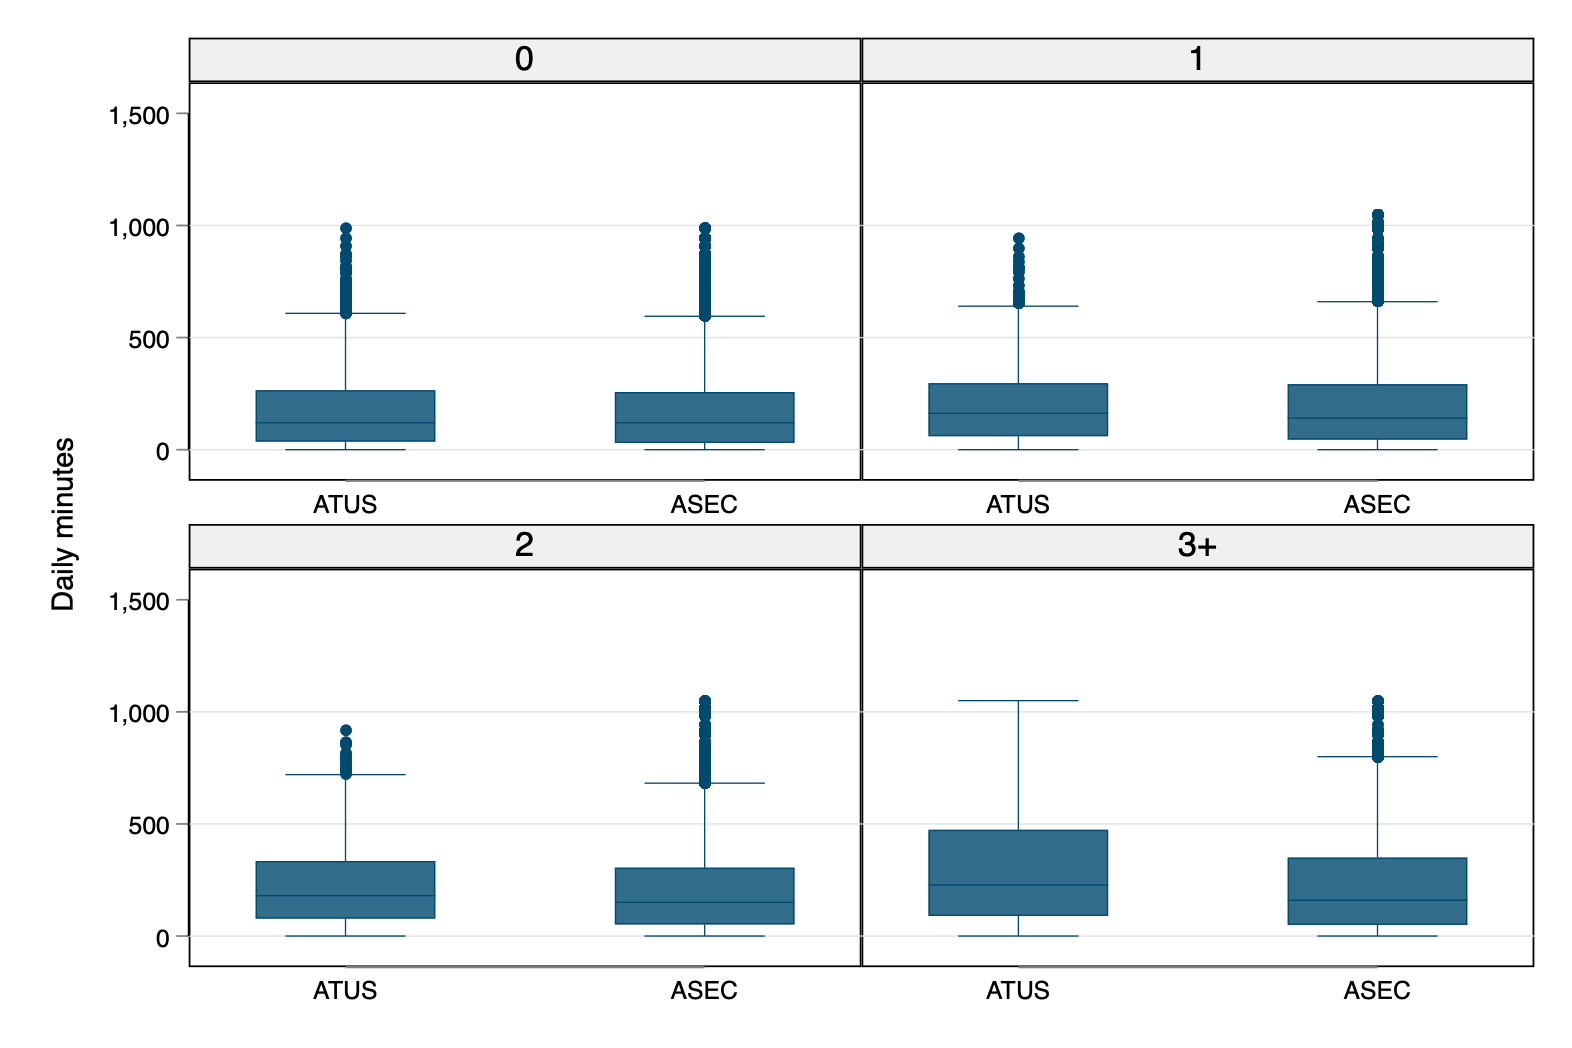 0
1
1,500
1,000
500
0
ATUS
ASEC
ATUS
ASEC
Daily minutes
2
3+
1,500
1,000
500
0
ATUS
ASEC
ATUS
ASEC